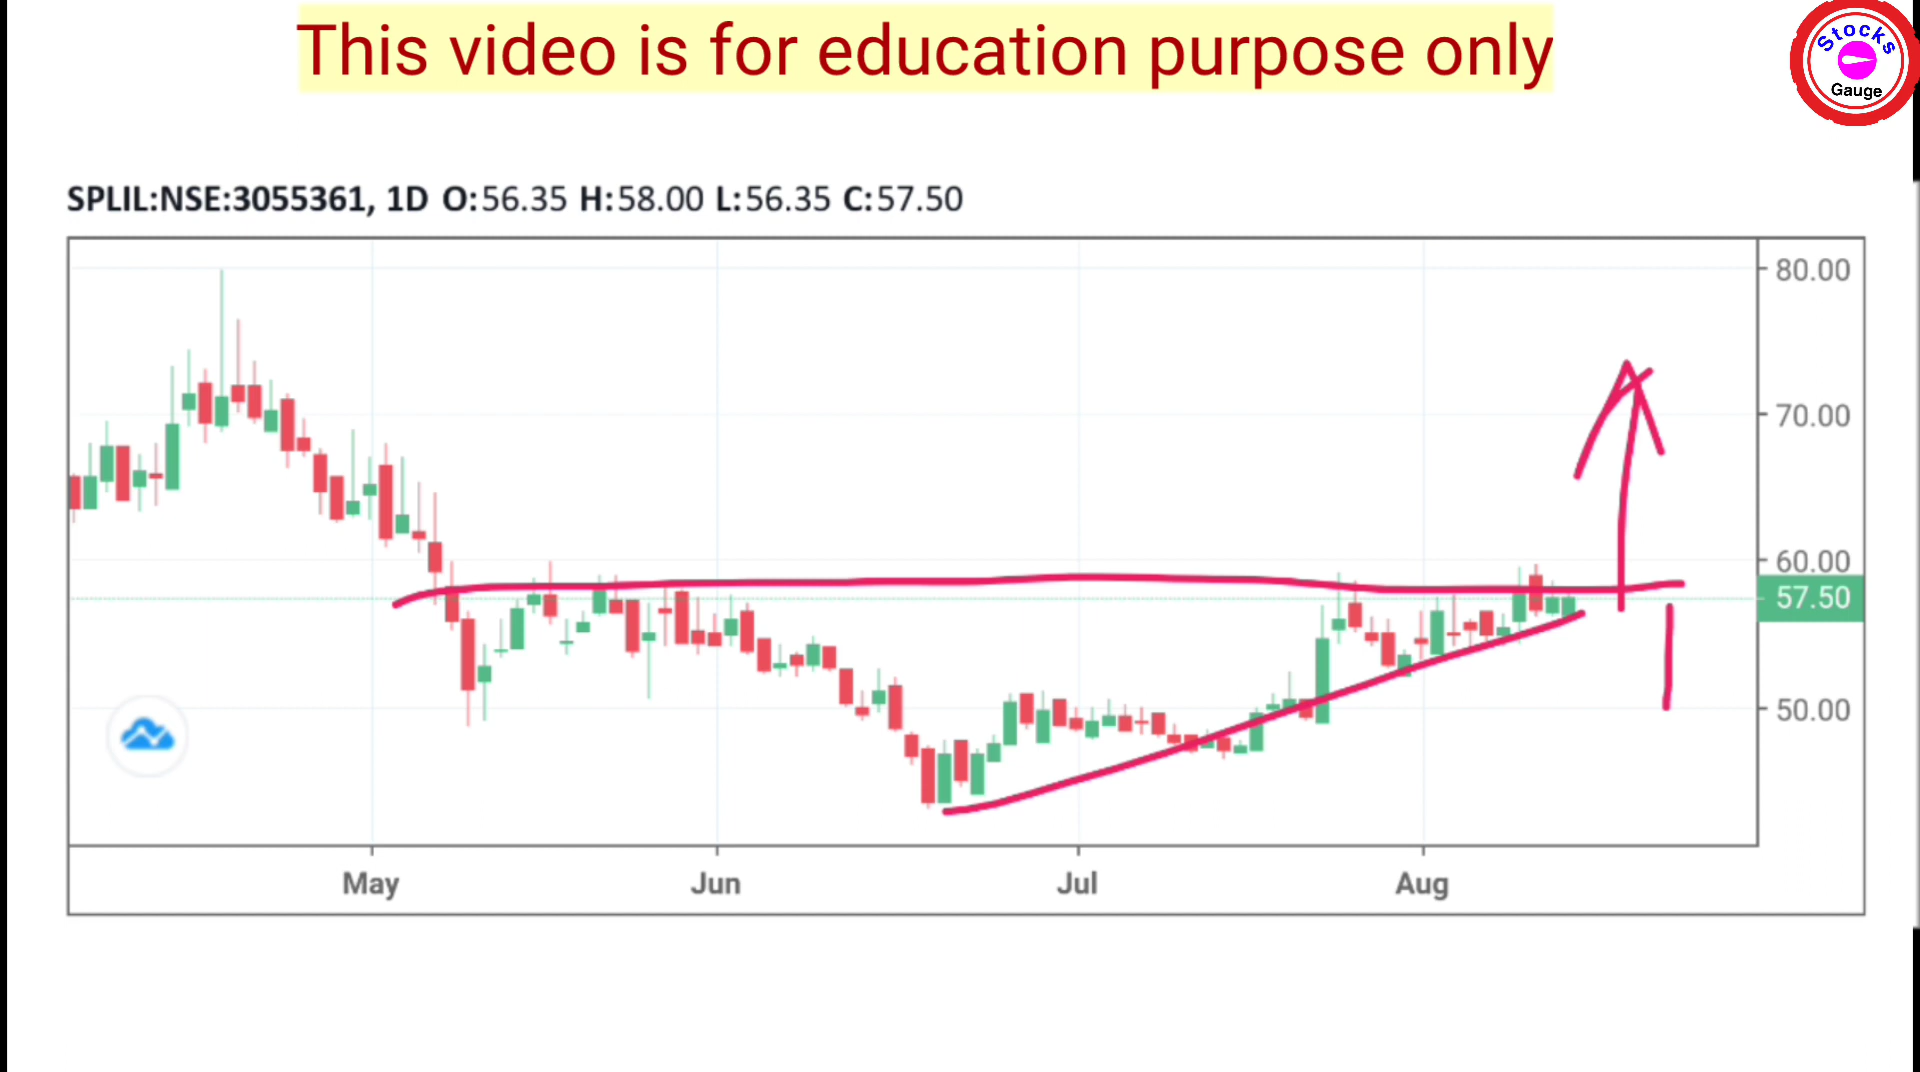 This video is for education purpose only
Stocks
Gauge
SPLIL:NSE:3055361, 1D O:56.35 H:58.00 L:56.35 C:57.50
80.00
70.00
60.00
57.50
50.00
May Jun Jul Aug